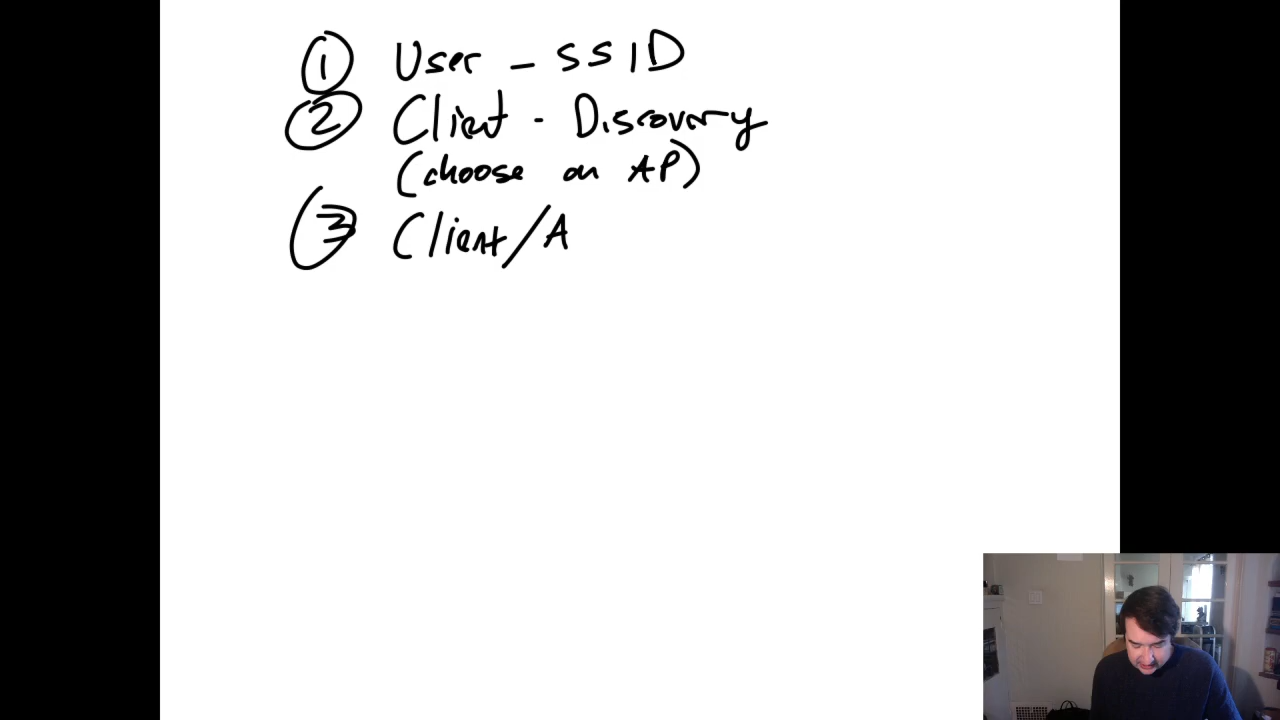 ① User - SSID
② Client - Discovery
(choose an AP)
③ Client/A